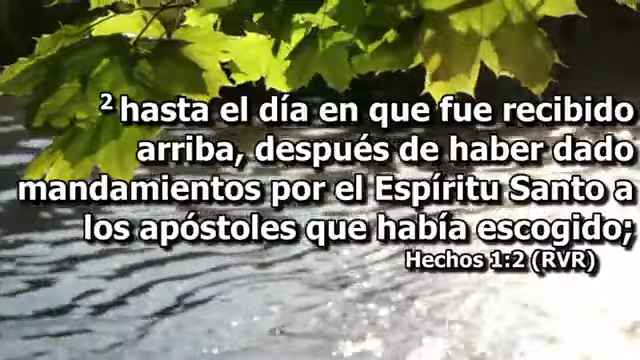 2 hasta el día en que fue recibido
arriba, después de haber dado
mandamientos por el Espíritu Santo a
los apóstoles que había escogido;
Hechos 1:2 (RVR)